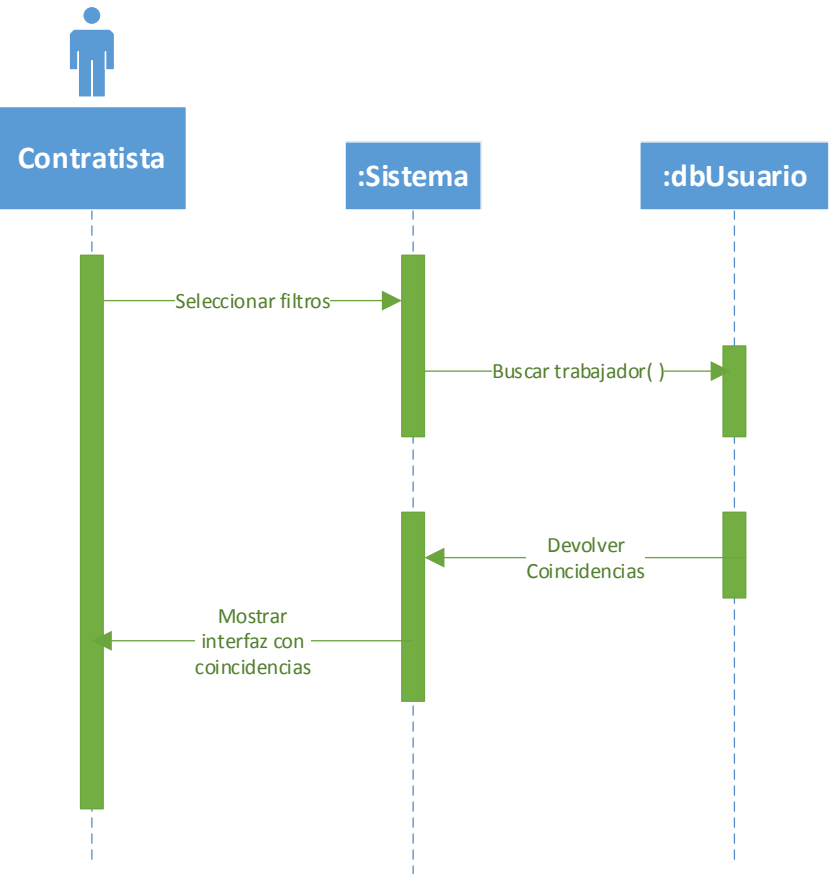 Contratista
:Sistema
:dbUsuario
Seleccionar filtros
Buscar trabajador( )
Devolver
Coincidencias
Mostrar
interfaz con
coincidencias